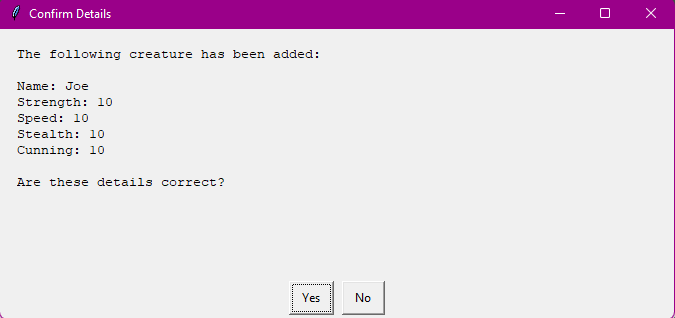 Confirm Details
The following creature has been added:
Name: Joe
Strength: 10
Speed: 10
Stealth: 10
Cunning: 10
Are these details correct?
Yes No